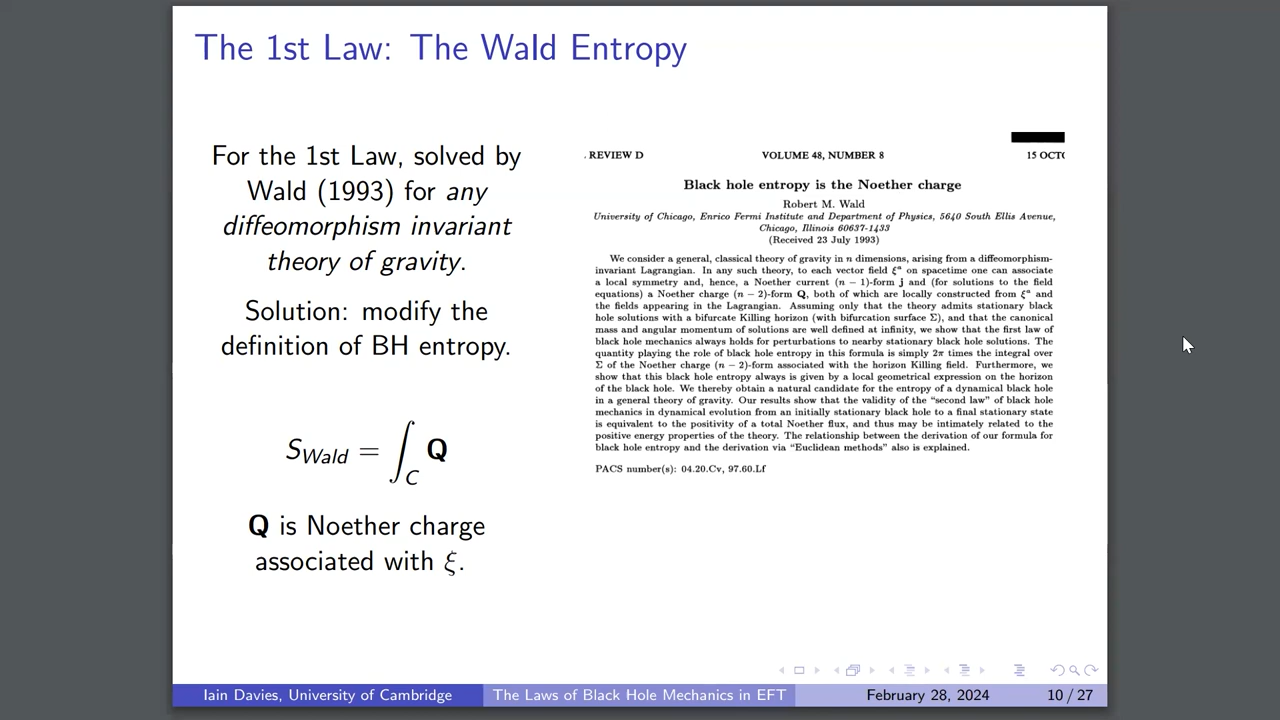 The 1st Law: The Wald Entropy
For the 1st Law, solved by
Wald (1993) for any
diffeomorphism invariant
theory of gravity.
Solution: modify the
definition of BH entropy.
S_Wald = ∫_C Q
Q is Noether charge
associated with ξ.
. REVIEW D VOLUME 48, NUMBER 8 15 OCT
Black hole entropy is the Noether charge
Robert M. Wald
University of Chicago, Enrico Fermi Institute and Department of Physics, 5640 South Ellis Avenue,
Chicago, Illinois 60637-1433
(Received 23 July 1993)
We consider a general, classical theory of gravity in n dimensions, arising from a diffeomorphism-
invariant Lagrangian. In any such theory, to each vector field ξᵃ on spacetime one can associate
a local symmetry and, hence, a Noether current (n − 1)-form j and (for solutions to the field
equations) a Noether charge (n − 2)-form Q, both of which are locally constructed from ξᵃ and
the fields appearing in the Lagrangian. Assuming only that the theory admits stationary black
hole solutions with a bifurcate Killing horizon (with bifurcation surface Σ), and that the canonical
mass and angular momentum of solutions are well defined at infinity, we show that the first law of
black hole mechanics always holds for perturbations to nearby stationary black hole solutions. The
quantity playing the role of black hole entropy in this formula is simply 2π times the integral over
Σ of the Noether charge (n − 2)-form associated with the horizon Killing field. Furthermore, we
show that this black hole entropy always is given by a local geometrical expression on the horizon
of the black hole. We thereby obtain a natural candidate for the entropy of a dynamical black hole
in a general theory of gravity. Our results show that the validity of the "second law" of black hole
mechanics in dynamical evolution from an initially stationary black hole to a final stationary state
is equivalent to the positivity of a total Noether flux, and thus may be intimately related to the
positive energy properties of the theory. The relationship between the derivation of our formula for
black hole entropy and the derivation via "Euclidean methods" also is explained.
PACS number(s): 04.20.Cv, 97.60.Lf
Iain Davies, University of Cambridge The Laws of Black Hole Mechanics in EFT February 28, 2024 10 / 27